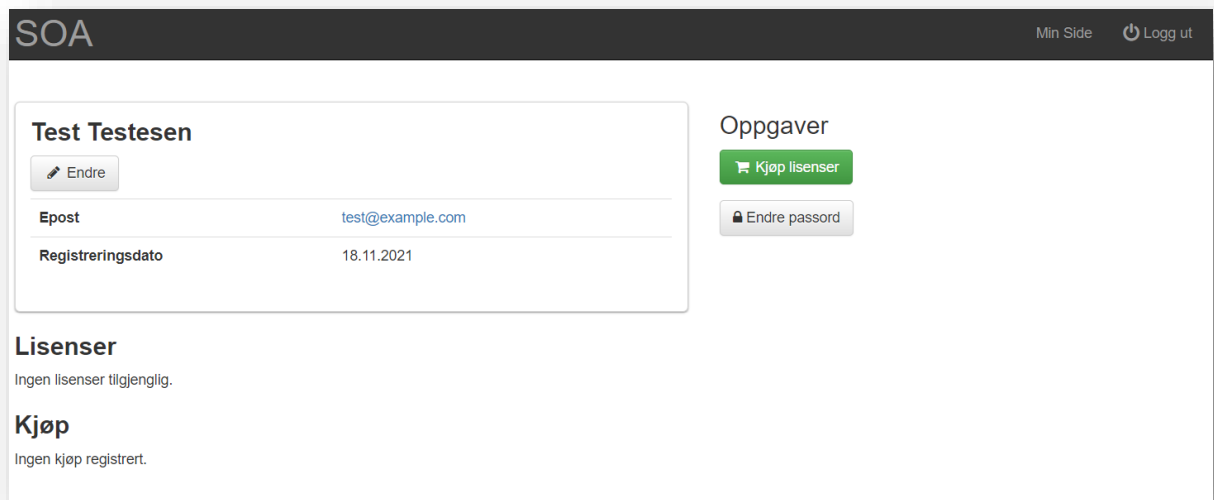 SOA
Min Side
Logg ut
Test Testesen
Endre
Epost test@example.com
Registreringsdato 18.11.2021
Oppgaver
Kjøp lisenser
Endre passord
Lisenser
Ingen lisenser tilgjenglig.
Kjøp
Ingen kjøp registrert.